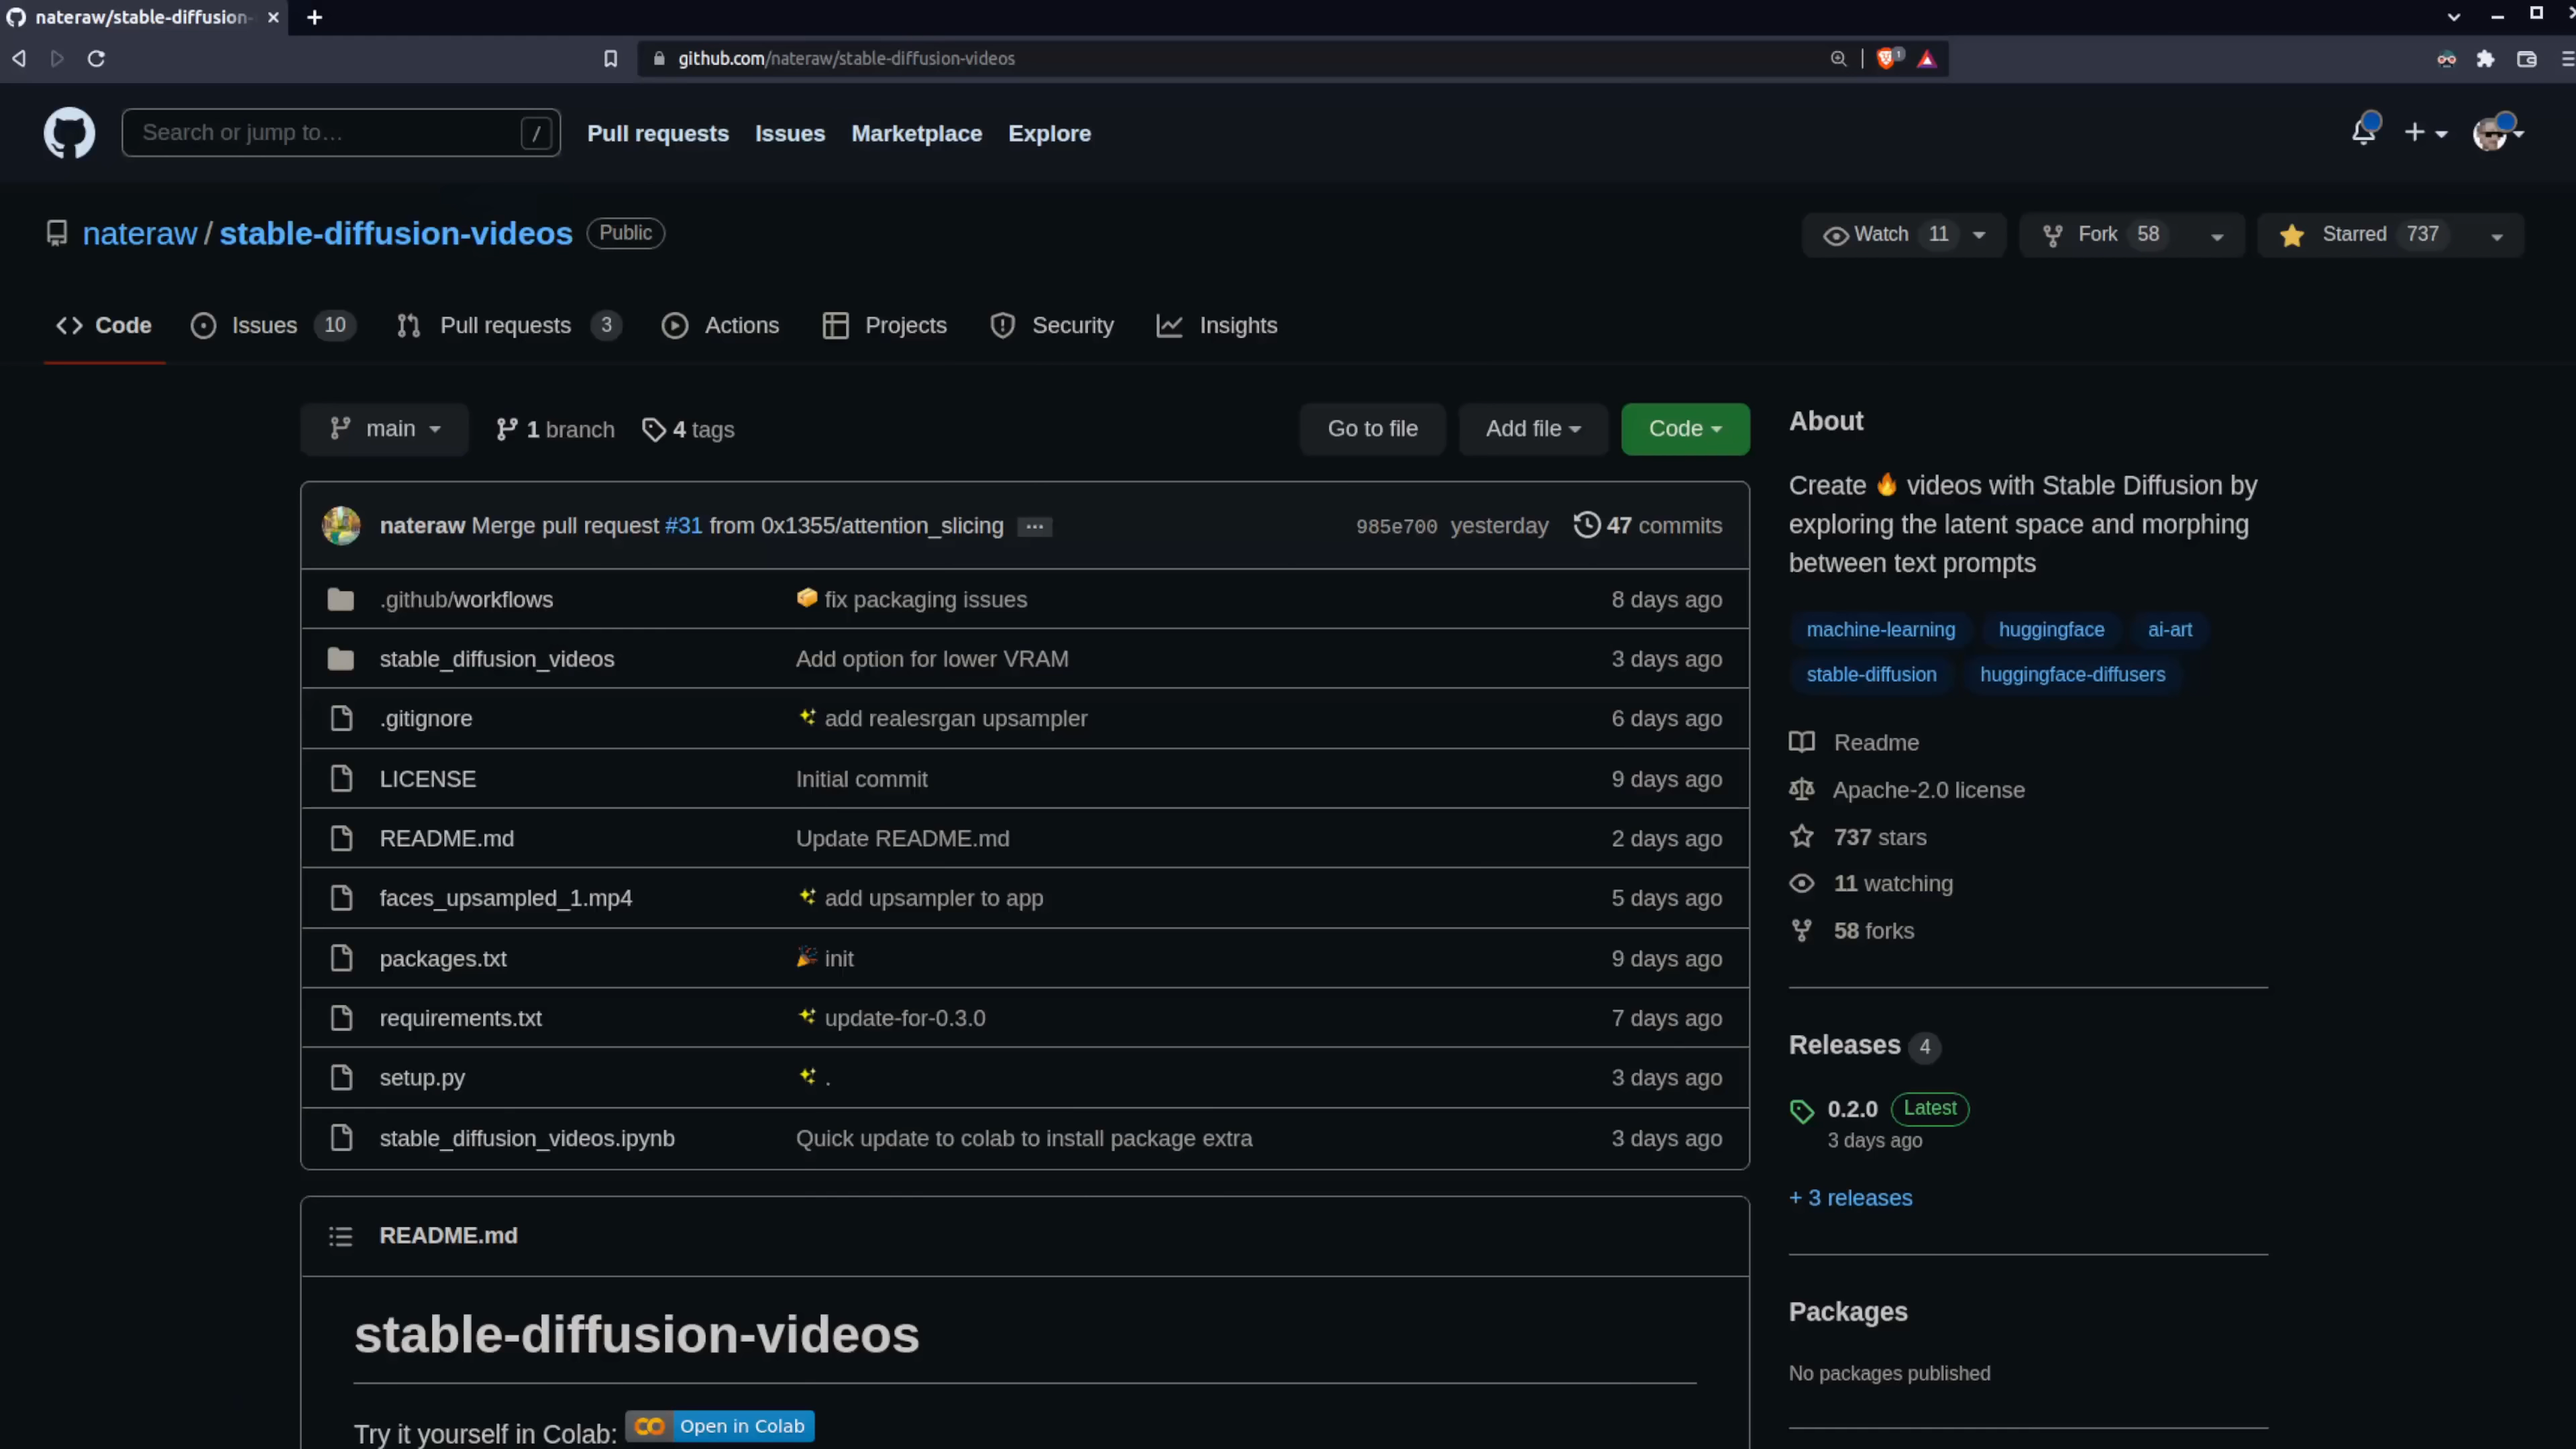 nateraw/stable-diffusion-
github.com/nateraw/stable-diffusion-videos
1
Search or jump to…
/
Pull requests
Issues
Marketplace
Explore
nateraw / stable-diffusion-videos
Public
Watch 11
Fork 58
Starred 737
Code
Issues 10
Pull requests 3
Actions
Projects
Security
Insights
main
1 branch
4 tags
Go to file
Add file
Code
nateraw Merge pull request #31 from 0x1355/attention_slicing ...
985e700 yesterday
47 commits
.github/workflows
📦 fix packaging issues
8 days ago
stable_diffusion_videos
Add option for lower VRAM
3 days ago
.gitignore
✨ add realesrgan upsampler
6 days ago
LICENSE
Initial commit
9 days ago
README.md
Update README.md
2 days ago
faces_upsampled_1.mp4
✨ add upsampler to app
5 days ago
packages.txt
🎉 init
9 days ago
requirements.txt
✨ update-for-0.3.0
7 days ago
setup.py
✨ .
3 days ago
stable_diffusion_videos.ipynb
Quick update to colab to install package extra
3 days ago
README.md
stable-diffusion-videos
Try it yourself in Colab: Open in Colab
About
Create 🔥 videos with Stable Diffusion by
exploring the latent space and morphing
between text prompts
machine-learning
huggingface
ai-art
stable-diffusion
huggingface-diffusers
Readme
Apache-2.0 license
737 stars
11 watching
58 forks
Releases 4
0.2.0 Latest
3 days ago
+ 3 releases
Packages
No packages published